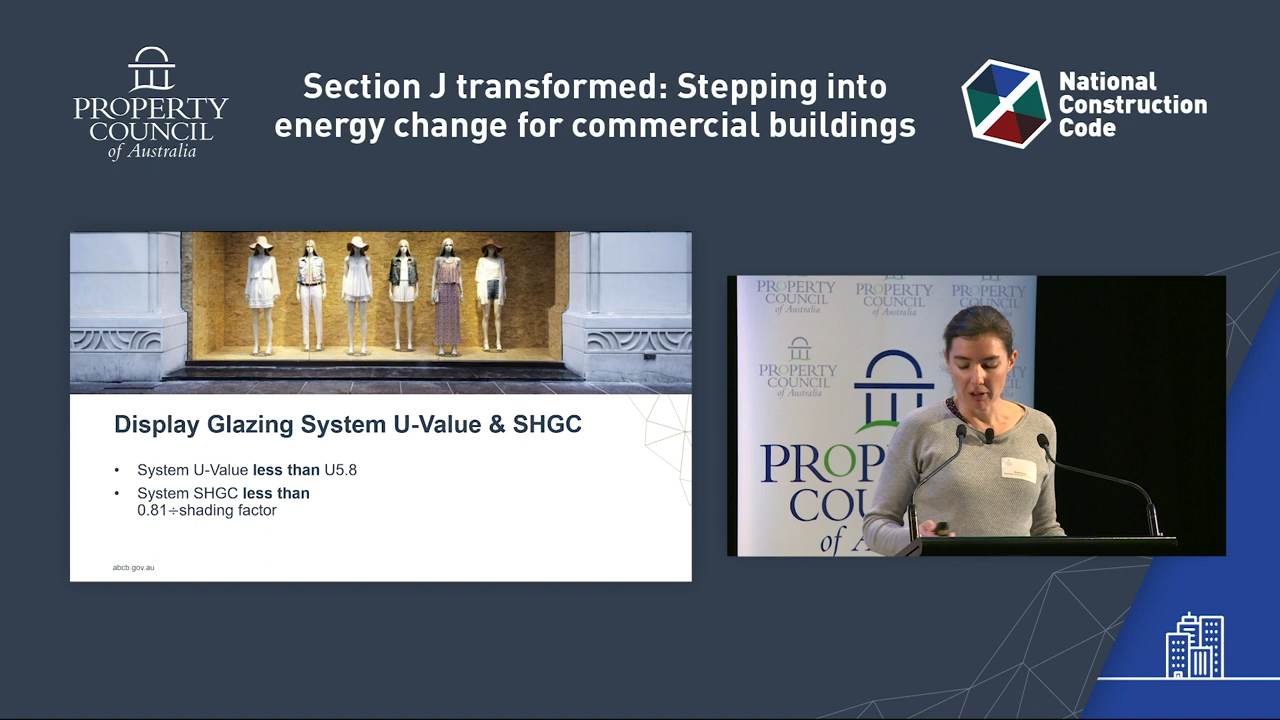 PROPERTY
COUNCIL
of Australia
Section J transformed: Stepping into
energy change for commercial buildings
National
Construction
Code
Display Glazing System U-Value & SHGC
• System U-Value less than U5.8
• System SHGC less than
0.81÷shading factor
abcb.gov.au
PROPERTY
COUNCIL
of Australia
PROPERTY
COUNCIL
of Australia
PROPERTY
COUNCIL
of Australia
PROPERTY
COUNCIL
of Australia
PROP
COU
of A